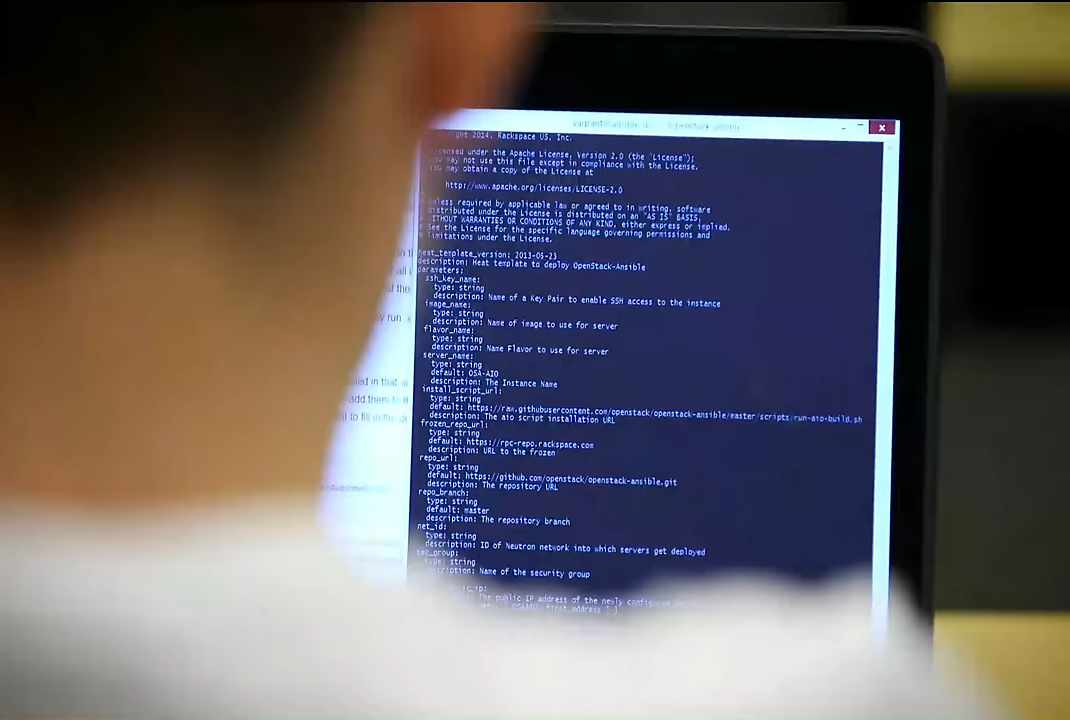 ght 2014, Rackspace US, Inc.
ensed under the Apache License, Version 2.0 (the "License");
you may not use this file except in compliance with the License.
You may obtain a copy of the License at
http://www.apache.org/licenses/LICENSE-2.0
# Unless required by applicable law or agreed to in writing, software
# distributed under the License is distributed on an "AS IS" BASIS,
# WITHOUT WARRANTIES OR CONDITIONS OF ANY KIND, either express or implied.
# See the License for the specific language governing permissions and
# limitations under the License.
heat_template_version: 2013-05-23
description: Heat template to deploy OpenStack-Ansible
parameters:
ssh_key_name:
type: string
description: Name of a Key Pair to enable SSH access to the instance
image_name:
type: string
description: Name of image to use for server
flavor_name:
type: string
description: Name Flavor to use for server
server_name:
type: string
default: OSA-AIO
description: The Instance Name
install_script_url:
type: string
default: https://raw.githubusercontent.com/openstack/openstack-ansible/master/scripts/run-aio-build.sh
description: The aio script installation URL
frozen_repo_url:
type: string
default: https://rpc-repo.rackspace.com
description: URL to the frozen
repo_url:
type: string
default: https://github.com/openstack/openstack-ansible.git
description: The repository URL
repo_branch:
type: string
default: master
description: The repository branch
net_id:
type: string
description: ID of Neutron network into which servers get deployed
sec_group:
type: string
description: Name of the security group
The public IP address of the newly
first_address ] }